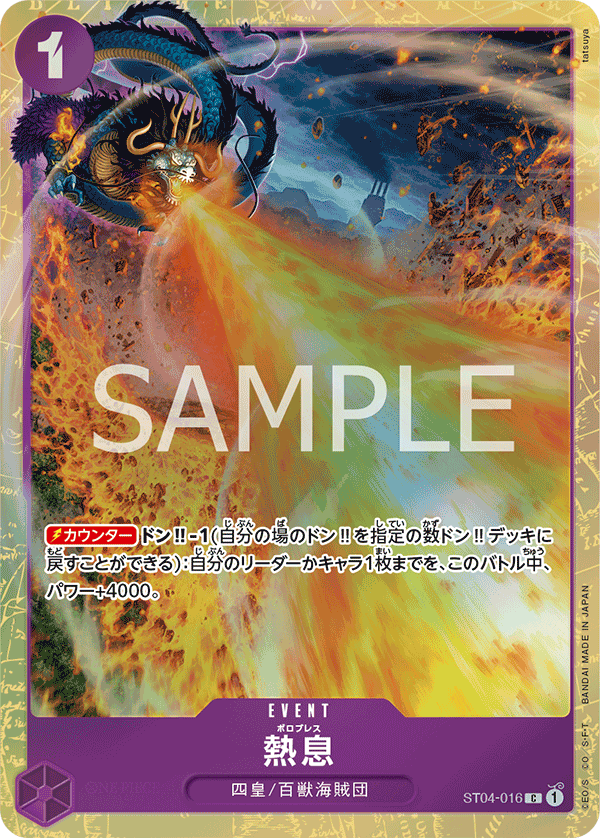 1
tatsuya
SAMPLE
カウンター ドン!!-1(自分の場のドン!!を指定の数ドン!!デッキに
戻すことができる):自分のリーダーかキャラ1枚までを、このバトル中、
パワー+4000。
EVENT
ボロブレス
熱息
四皇/百獣海賊団
ST04-016 C 1
©E.O/S. ©O. S・F・T. BANDAI MADE IN JAPAN